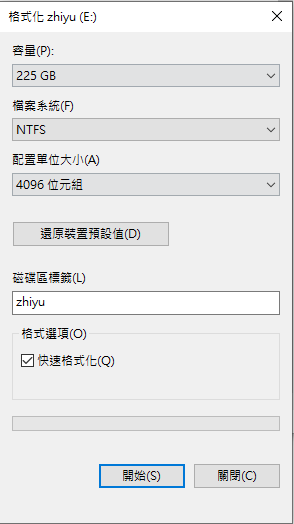 格式化 zhiyu (E:)
容量(P):
225 GB
檔案系統(F)
NTFS
配置單位大小(A)
4096 位元組
還原裝置預設值(D)
磁碟區標籤(L)
zhiyu
格式選項(O)
快速格式化(Q)
開始(S)
關閉(C)